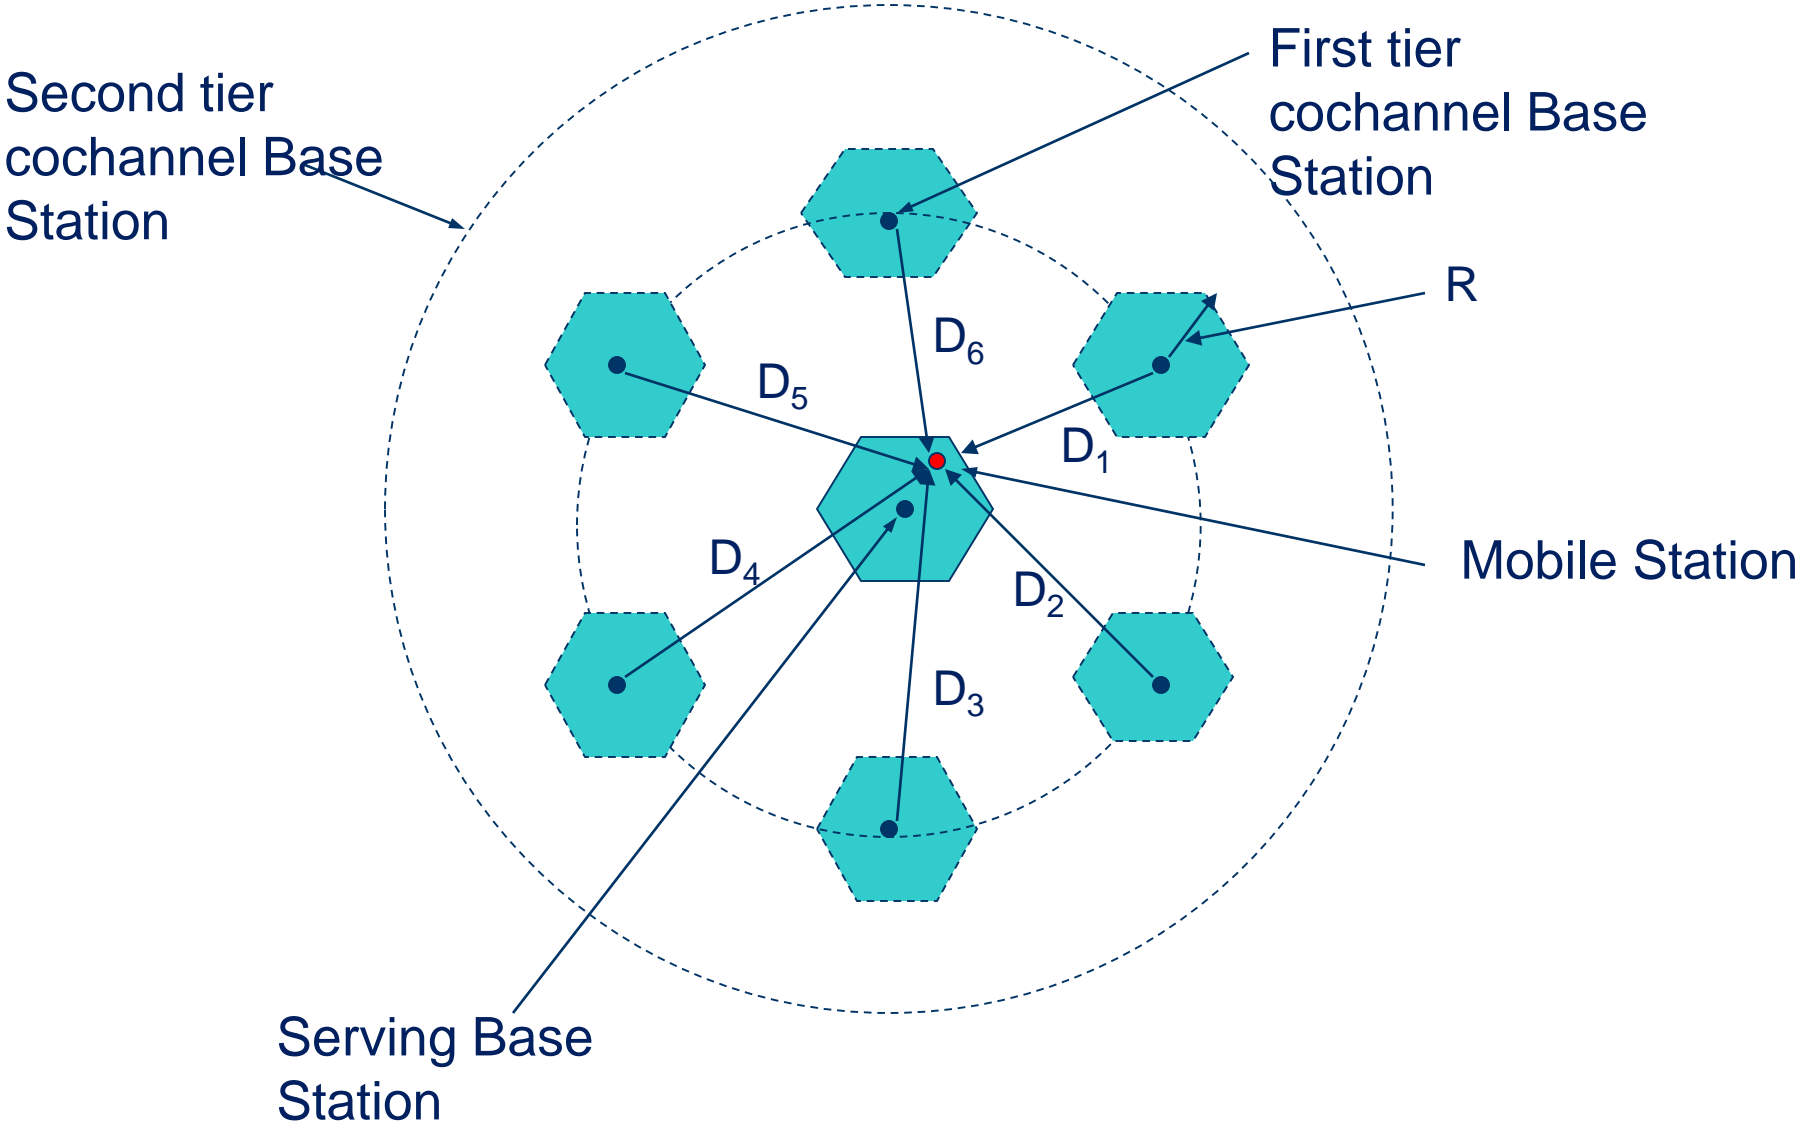 First tier
cochannel Base
Station
Second tier
cochannel Base
Station
R
D₆
D₅
D₁
D₄
D₂
Mobile Station
D₃
Serving Base
Station